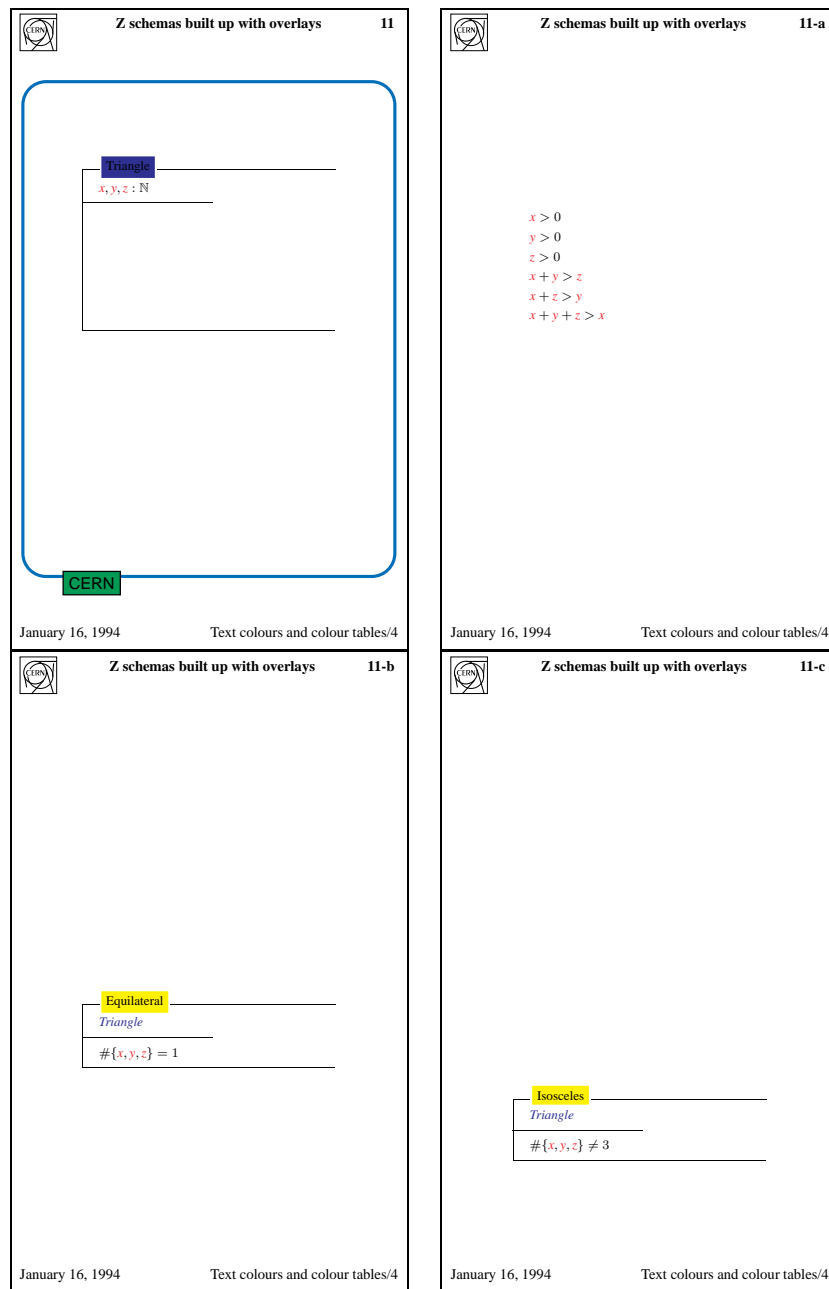 CERN
Z schemas built up with overlays 11
Triangle
x, y, z : ℕ
CERN
January 16, 1994 Text colours and colour tables/4
CERN
Z schemas built up with overlays 11-a
x > 0
y > 0
z > 0
x + y > z
x + z > y
x + y + z > x
January 16, 1994 Text colours and colour tables/4
CERN
Z schemas built up with overlays 11-b
Equilateral
Triangle
#{x, y, z} = 1
January 16, 1994 Text colours and colour tables/4
CERN
Z schemas built up with overlays 11-c
Isosceles
Triangle
#{x, y, z} ≠ 3
January 16, 1994 Text colours and colour tables/4